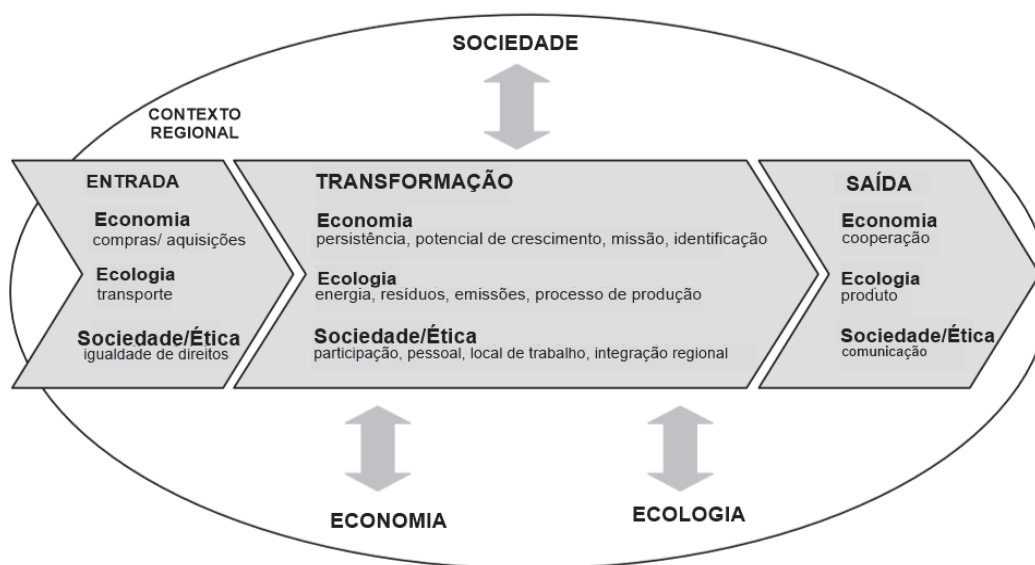 SOCIEDADE
CONTEXTO
REGIONAL
ENTRADA
Economia
compras/ aquisições
Ecologia
transporte
Sociedade/Ética
igualdade de direitos
TRANSFORMAÇÃO
Economia
persistência, potencial de crescimento, missão, identificação
Ecologia
energia, resíduos, emissões, processo de produção
Sociedade/Ética
participação, pessoal, local de trabalho, integração regional
SAÍDA
Economia
cooperação
Ecologia
produto
Sociedade/Ética
comunicação
ECONOMIA
ECOLOGIA